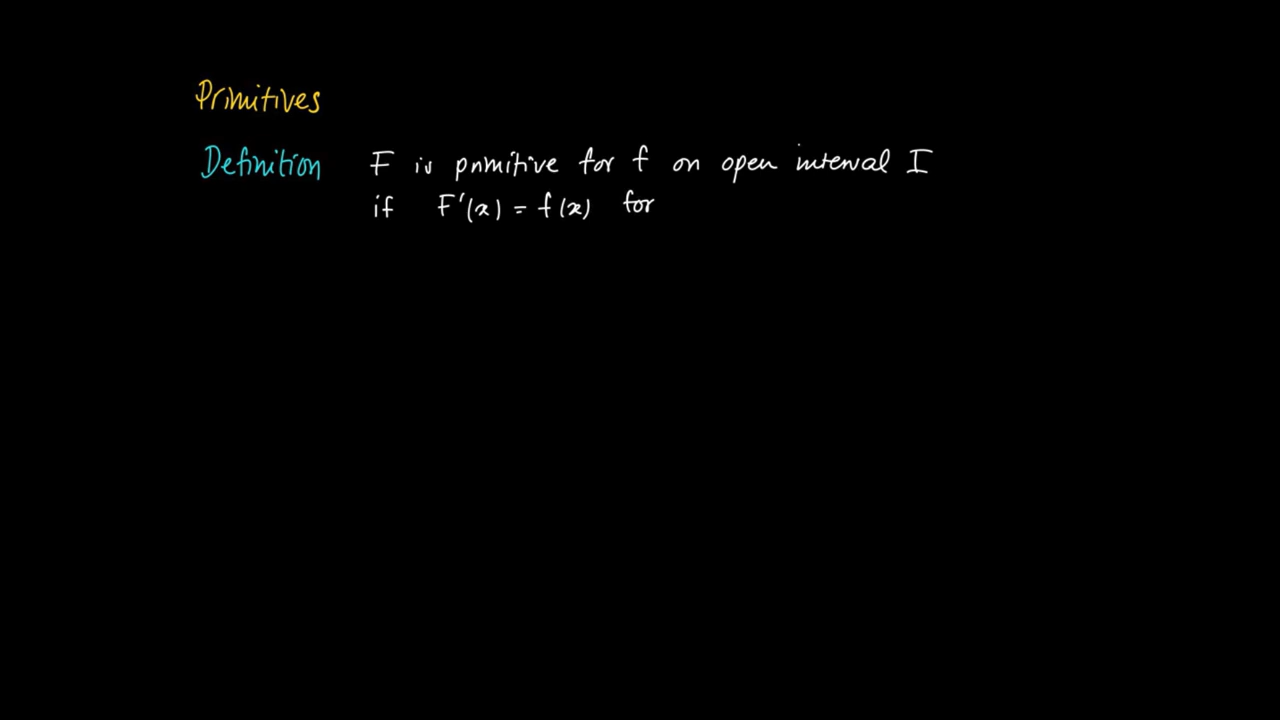 Primitives
Definition F is primitive for f on open interval I
if F'(x) = f(x) for